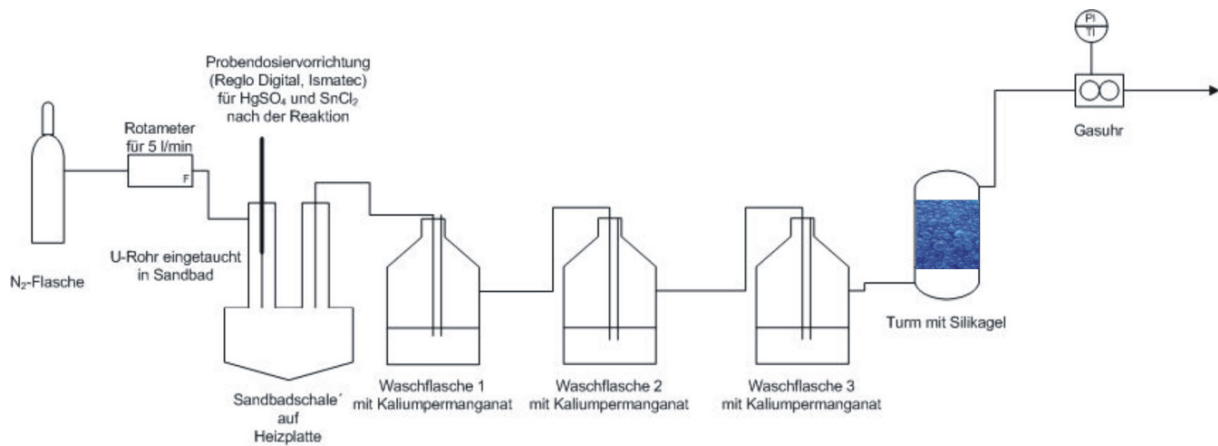 PI
TI
Probendosiervorrichtung
(Reglo Digital, Ismatec)
für HgSO₄ und SnCl₂
nach der Reaktion
Rotameter
für 5 l/min
F
Gasuhr
U-Rohr eingetaucht
in Sandbad
N₂-Flasche
Turm mit Silikagel
Sandbadschale´
auf
Heizplatte
Waschflasche 1
mit Kaliumpermanganat
Waschflasche 2
mit Kaliumpermanganat
Waschflasche 3
mit Kaliumpermanganat